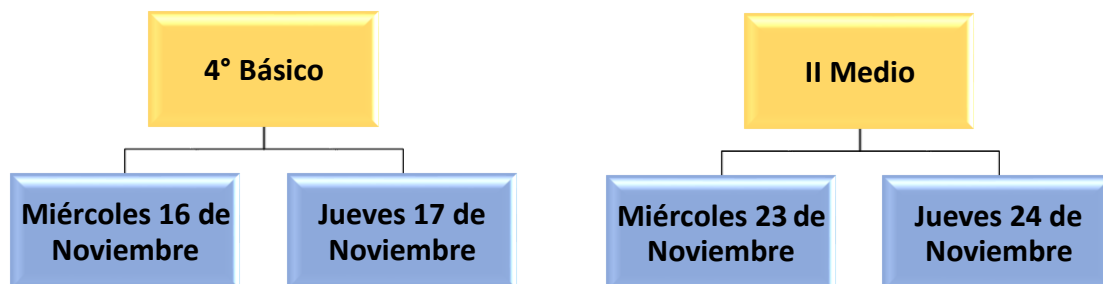 4° Básico
Miércoles 16 de
Noviembre
Jueves 17 de
Noviembre
II Medio
Miércoles 23 de
Noviembre
Jueves 24 de
Noviembre